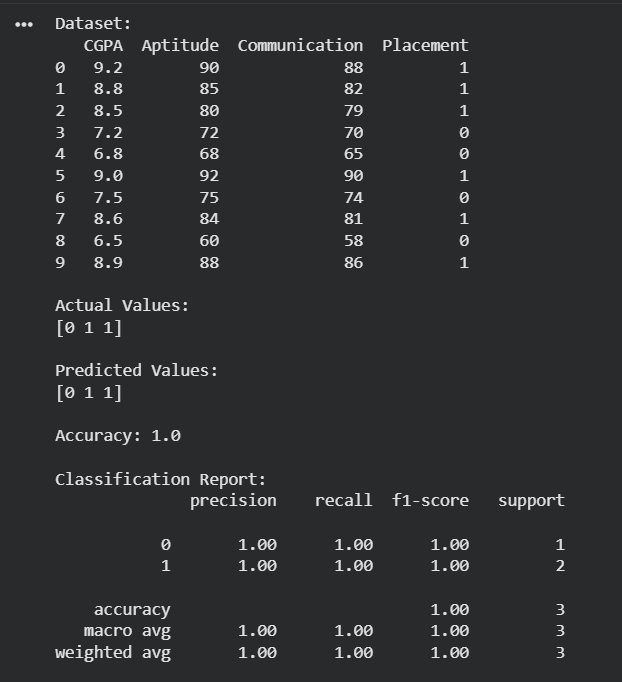 Dataset:
   CGPA  Aptitude  Communication  Placement
0   9.2        90             88          1
1   8.8        85             82          1
2   8.5        80             79          1
3   7.2        72             70          0
4   6.8        68             65          0
5   9.0        92             90          1
6   7.5        75             74          0
7   8.6        84             81          1
8   6.5        60             58          0
9   8.9        88             86          1

Actual Values:
[0 1 1]

Predicted Values:
[0 1 1]

Accuracy: 1.0

Classification Report:
              precision    recall  f1-score   support

           0       1.00      1.00      1.00         1
           1       1.00      1.00      1.00         2

    accuracy                           1.00         3
   macro avg       1.00      1.00      1.00         3
weighted avg       1.00      1.00      1.00         3